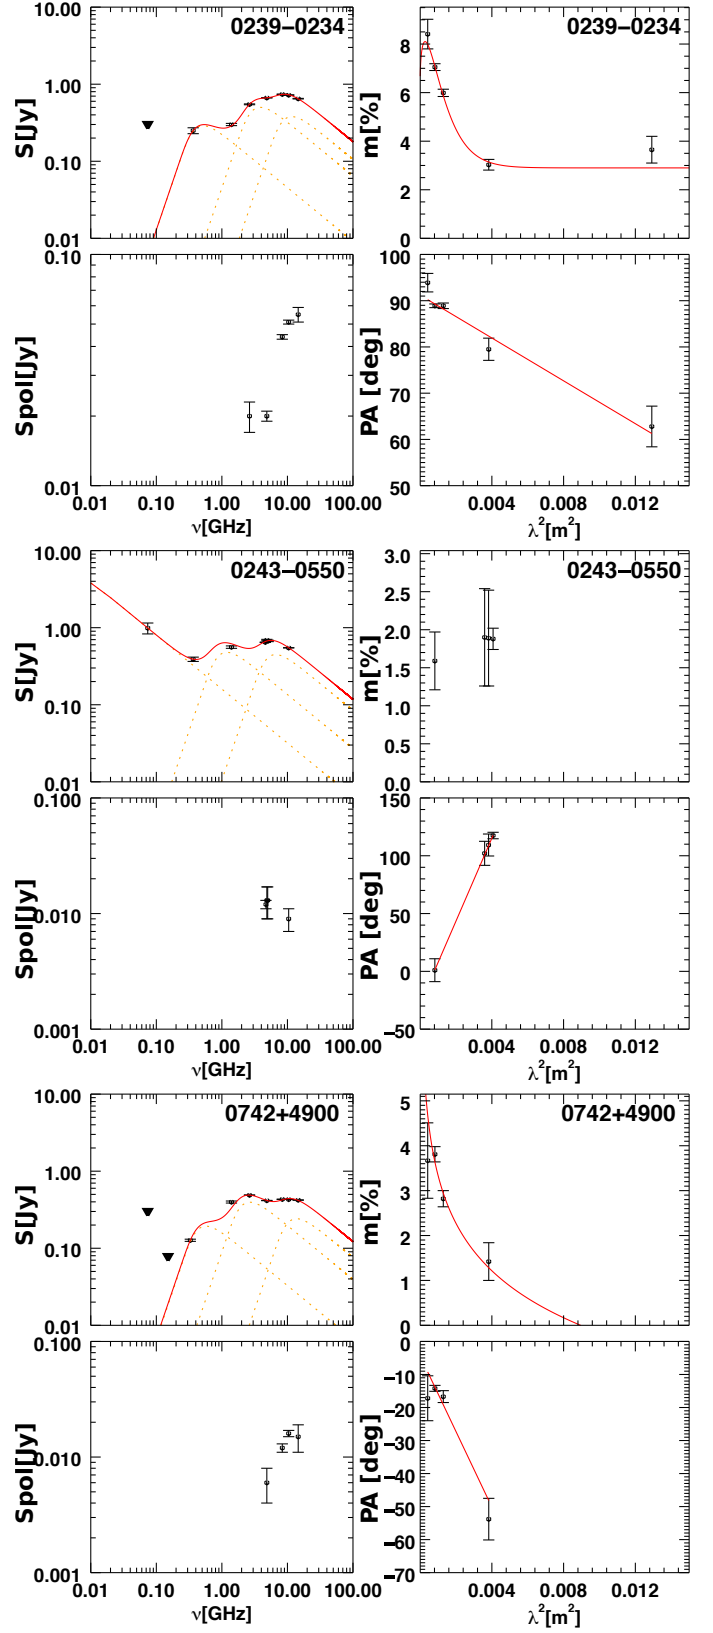 10.00
1.00
0.10
0.01
S[Jy]
0239−0234
8
6
4
2
0
m[%]
0239−0234
0.10
0.01
Spol[Jy]
0.01 0.10 1.00 10.00 100.00
ν[GHz]
100
90
80
70
60
50
PA [deg]
0.004 0.008 0.012
λ²[m²]
10.00
1.00
0.10
0.01
S[Jy]
0243−0550
3.0
2.5
2.0
1.5
1.0
0.5
0.0
m[%]
0243−0550
0.100
0.010
0.001
Spol[Jy]
0.01 0.10 1.00 10.00 100.00
ν[GHz]
150
100
50
0
−50
PA [deg]
0.004 0.008 0.012
λ²[m²]
10.00
1.00
0.10
0.01
S[Jy]
0742+4900
5
4
3
2
1
0
m[%]
0742+4900
0.100
0.010
0.001
Spol[Jy]
0.01 0.10 1.00 10.00 100.00
ν[GHz]
−10
−20
−30
−40
−50
−60
−70
PA [deg]
0.004 0.008 0.012
λ²[m²]